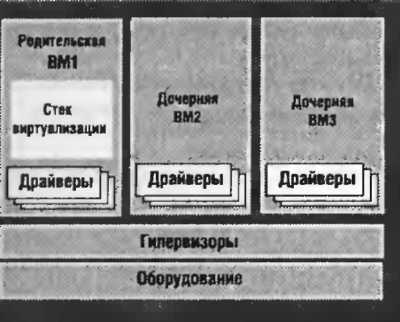 Родительская
ВМ1
Стек
виртуализации
Драйверы
Дочерняя
ВМ2
Драйверы
Дочерняя
ВМ3
Драйверы
Гипервизоры
Оборудование